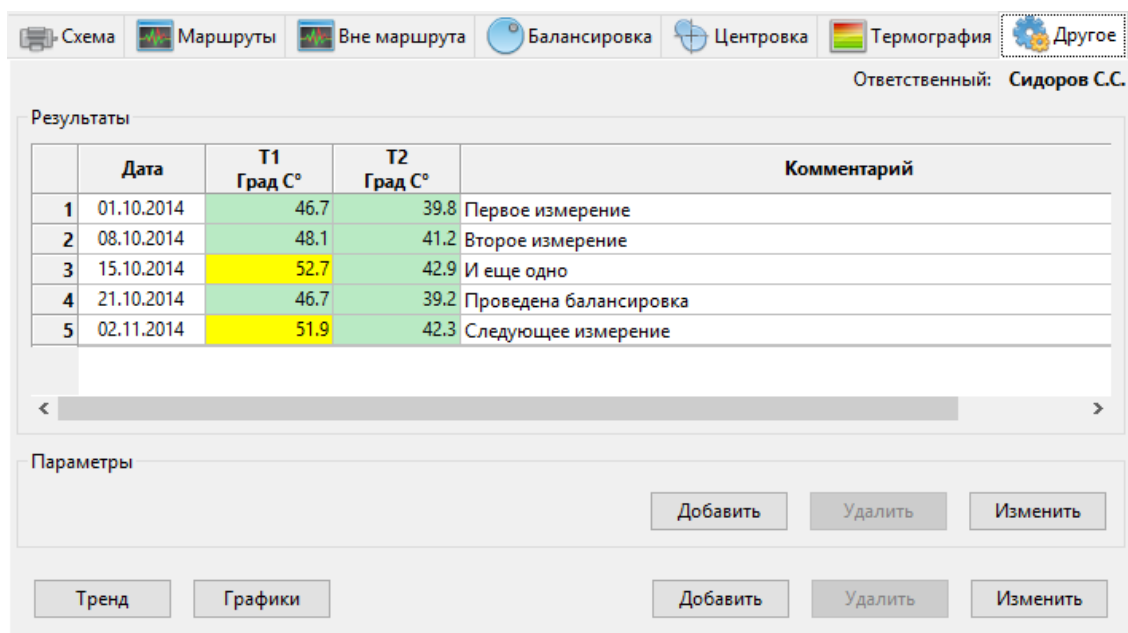 Схема Маршруты Вне маршрута Балансировка Центровка Термография Другое
Ответственный: Сидоров С.С.
Результаты
Дата T1 T2 Комментарий
Град C° Град C°
1 01.10.2014 46.7 39.8 Первое измерение
2 08.10.2014 48.1 41.2 Второе измерение
3 15.10.2014 52.7 42.9 И еще одно
4 21.10.2014 46.7 39.2 Проведена балансировка
5 02.11.2014 51.9 42.3 Следующее измерение
Параметры
Добавить Удалить Изменить
Тренд Графики Добавить Удалить Изменить